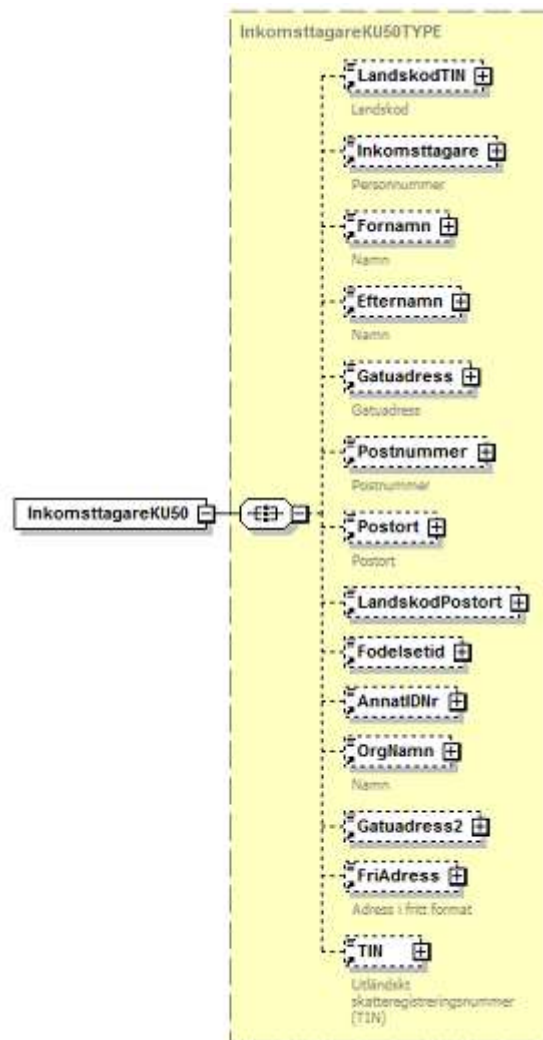 InkomsttagareKU50TYPE
LandskodTIN
Landskod
Inkomsttagare
Personnummer
Fornamn
Namn
Efternamn
Namn
Gatuadress
Gatuadress
Postnummer
Postnummer
InkomsttagareKU50
Postort
Postort
LandskodPostort
Fodelsetid
AnnatIDNr
OrgNamn
Namn
Gatuadress2
FriAdress
Adress i fritt format
TIN
Utländskt
skatteregistreringsnummer
(TIN)